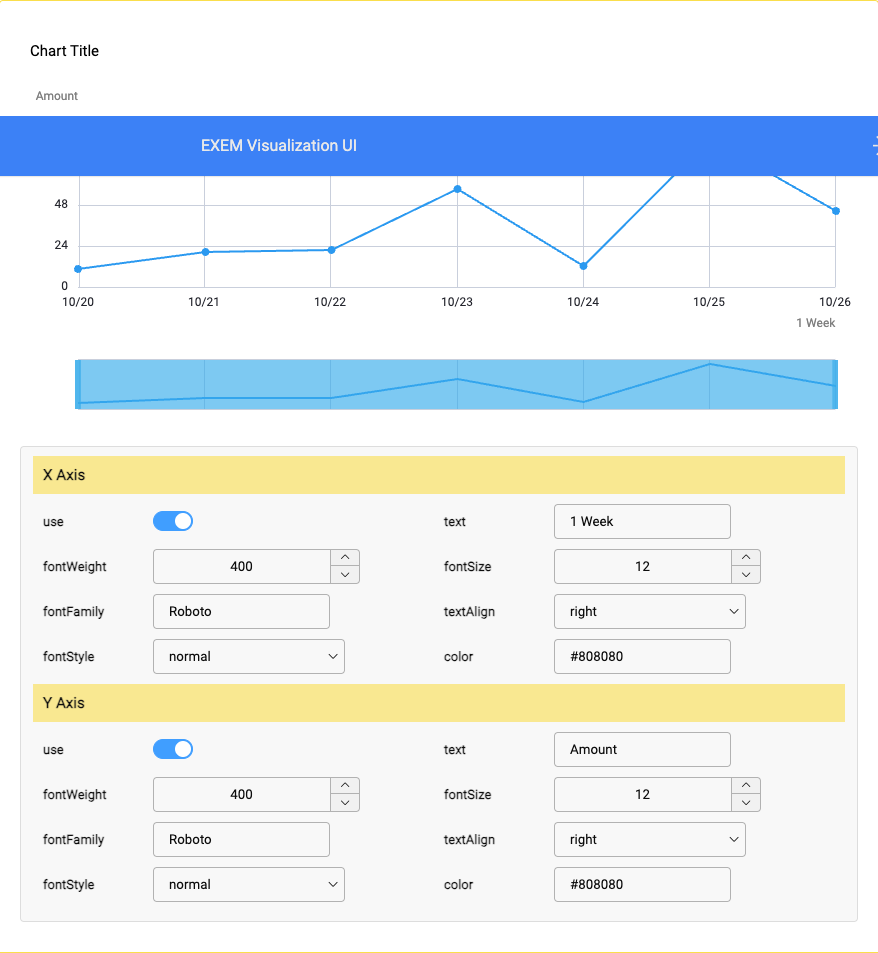 Chart Title
Amount
EXEM Visualization UI
48
24
0
10/20 10/21 10/22 10/23 10/24 10/25 10/26
1 Week
X Axis
use text 1 Week
fontWeight 400 fontSize 12
fontFamily Roboto textAlign right
fontStyle normal color #808080
Y Axis
use text Amount
fontWeight 400 fontSize 12
fontFamily Roboto textAlign right
fontStyle normal color #808080